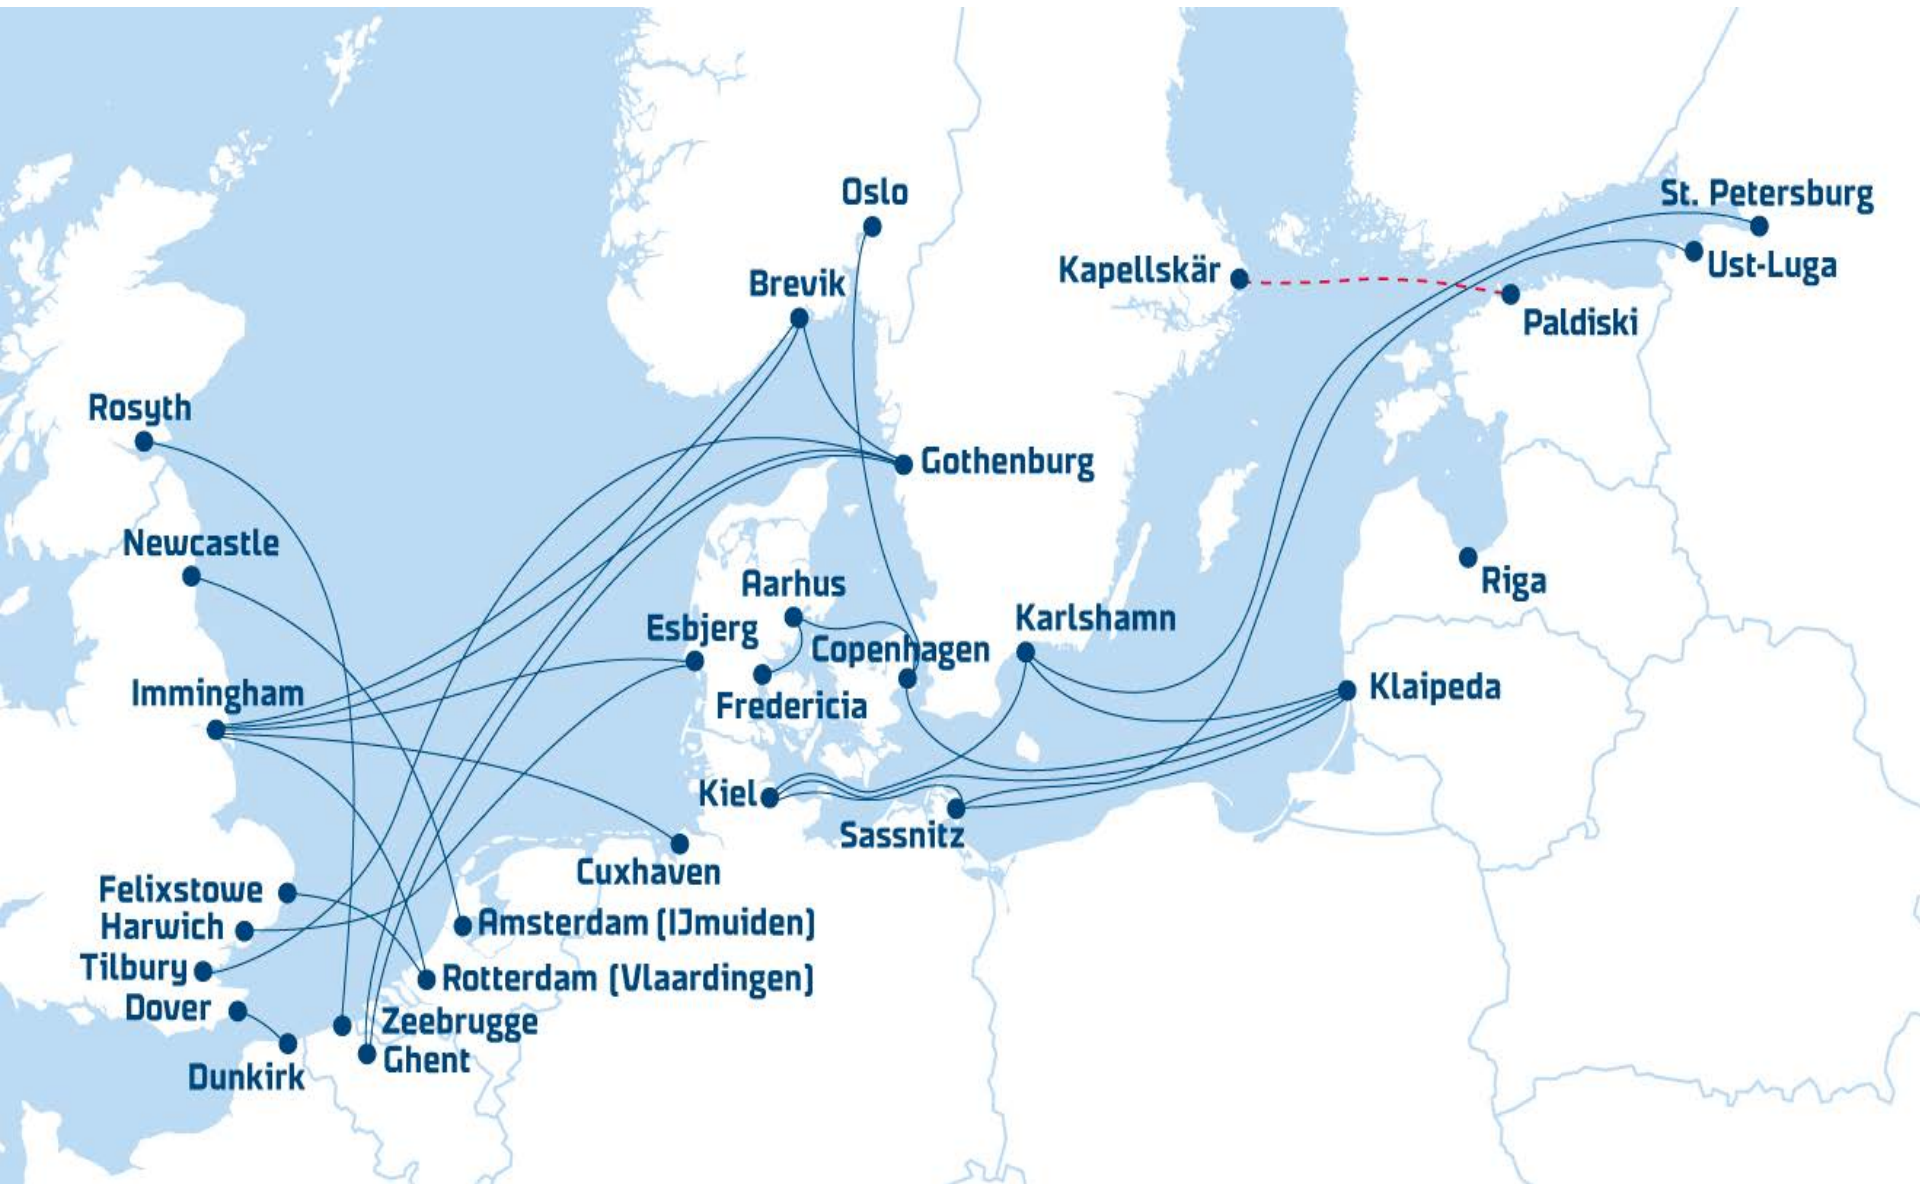 Oslo
St. Petersburg
Kapellskär
Ust-Luga
Brevik
Paldiski
Rosyth
Gothenburg
Newcastle
Aarhus
Riga
Esbjerg
Karlshamn
Copenhagen
Immingham
Klaipeda
Fredericia
Kiel
Sassnitz
Cuxhaven
Felixstowe
Harwich
Amsterdam (IJmuiden)
Tilbury
Rotterdam (Vlaardingen)
Dover
Zeebrugge
Ghent
Dunkirk